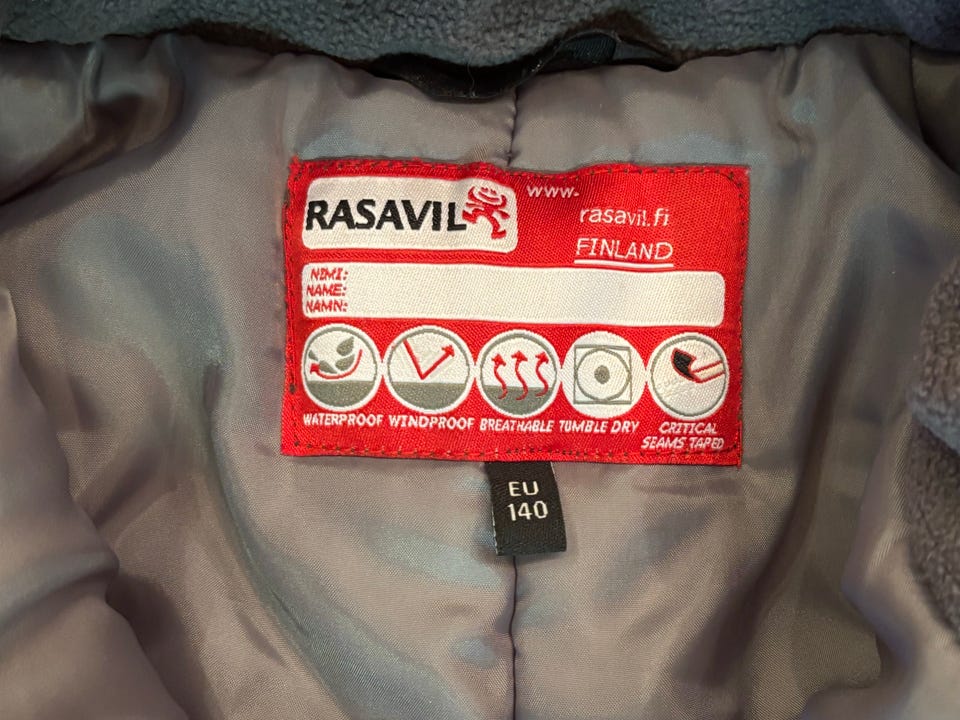 RASAVIL
www.
rasavil.fi
FINLAND
NIMI:
NAME:
NAMN:
WATERPROOF WINDPROOF BREATHABLE TUMBLE DRY CRITICAL
SEAMS TAPED
EU
140